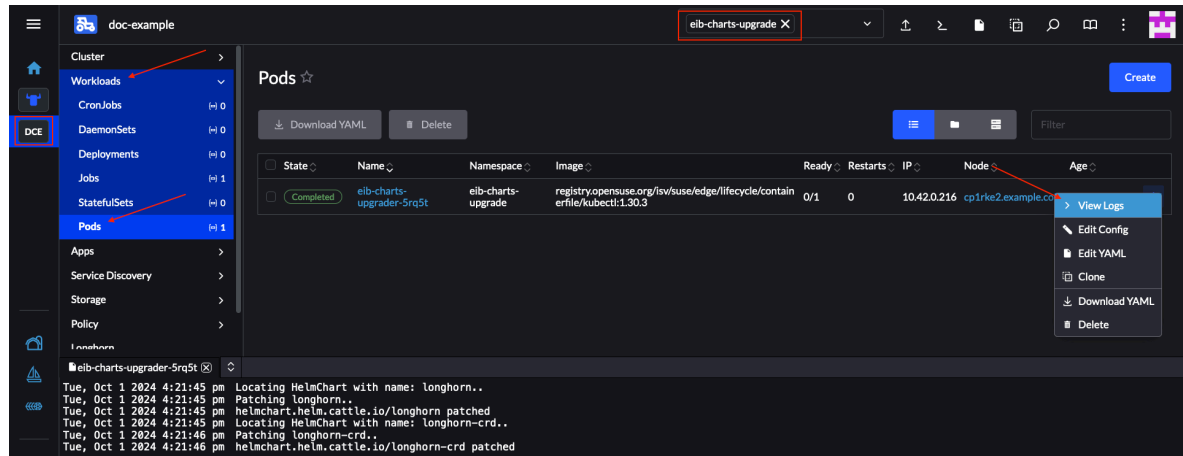 doc-example
eib-charts-upgrade
DCE
Cluster
Workloads
CronJobs 0
DaemonSets 0
Deployments 0
Jobs 1
StatefulSets 0
Pods 1
Apps
Service Discovery
Storage
Policy
Longhorn
Pods
Create
Download YAML
Delete
Filter
State Name Namespace Image Ready Restarts IP Node Age
Completed eib-charts-upgrader-5rq5t eib-charts-upgrade registry.opensuse.org/isv/suse/edge/lifecycle/containerfile/kubectl:1.30.3 0/1 0 10.42.0.216 cp1rke2.example.co
View Logs
Edit Config
Edit YAML
Clone
Download YAML
Delete
eib-charts-upgrader-5rq5t
Tue, Oct 1 2024 4:21:45 pm Locating HelmChart with name: longhorn..
Tue, Oct 1 2024 4:21:45 pm Patching longhorn..
Tue, Oct 1 2024 4:21:45 pm helmchart.helm.cattle.io/longhorn patched
Tue, Oct 1 2024 4:21:45 pm Locating HelmChart with name: longhorn-crd..
Tue, Oct 1 2024 4:21:46 pm Patching longhorn-crd..
Tue, Oct 1 2024 4:21:46 pm helmchart.helm.cattle.io/longhorn-crd patched